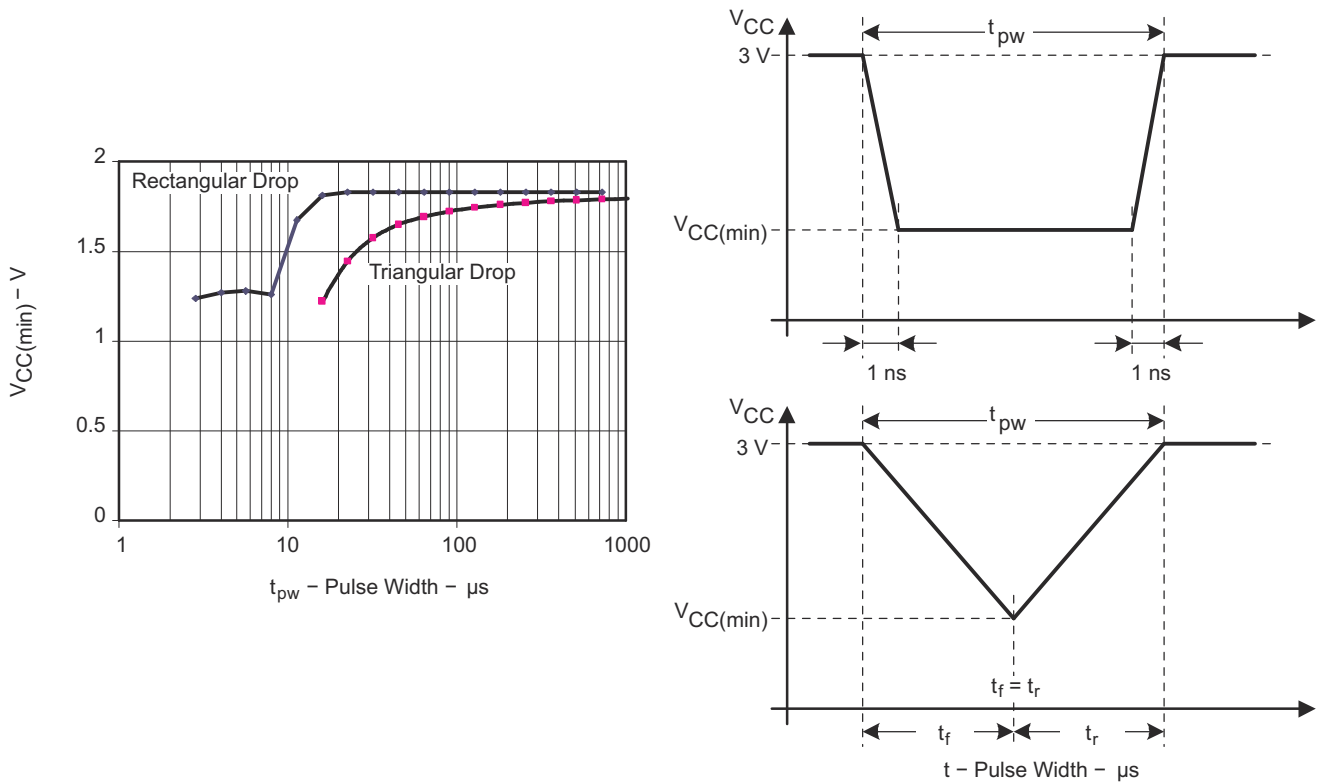 2
Rectangular Drop
1.5
Triangular Drop
1
0.5
0
VCC(min) − V
1
10
100
1000
tpw − Pulse Width − µs
VCC
tpw
3 V
VCC(min)
1 ns
1 ns
VCC
tpw
3 V
VCC(min)
tf = tr
tf
tr
t − Pulse Width − µs